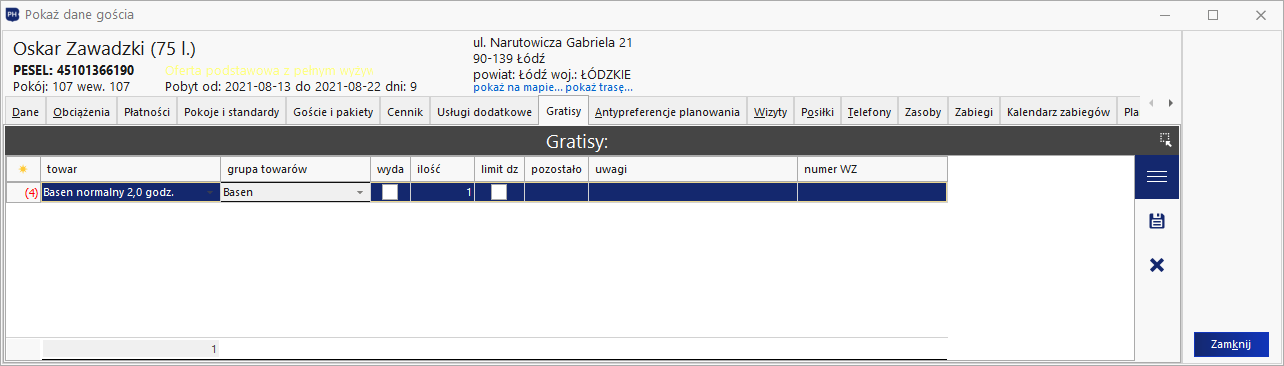 PH
Pokaż dane gościa
Oskar Zawadzki (75 l.)
PESEL: 45101366190
Oferta podstawowa z pełnym wyżyw
Pokój: 107 wew. 107
Pobyt od: 2021-08-13 do 2021-08-22 dni: 9
ul. Narutowicza Gabriela 21
90-139 Łódź
powiat: Łódź woj.: ŁÓDZKIE
pokaż na mapie... pokaż trasę...
Dane Obciążenia Płatności Pokoje i standardy Goście i pakiety Cennik Usługi dodatkowe Gratisy Antypreferencje planowania Wizyty Posiłki Telefony Zasoby Zabiegi Kalendarz zabiegów Pla
Gratisy:
towar grupa towarów wyda ilość limit dz pozostało uwagi numer WZ
(4) Basen normalny 2,0 godz. Basen 1
1
Zamknij